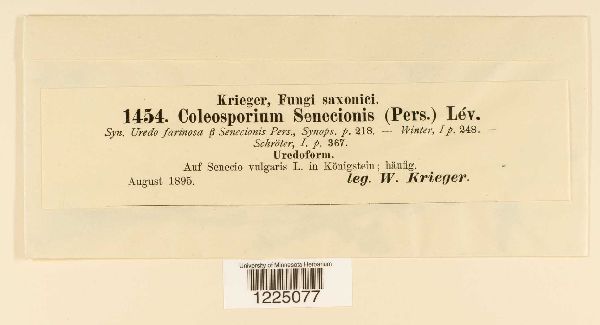 Krieger, Fungi saxonici.
1454. Coleosporium Senecionis (Pers.) Lév.
Syn. Uredo farinosa β Senecionis Pers., Synops. p. 218. — Winter, I p. 248. —
Schröter, I. p. 367.
Uredoform.
Auf Senecio vulgaris L. in Königstein; häufig.
August 1895. leg. W. Krieger.
University of Minnesota Herbarium
1225077